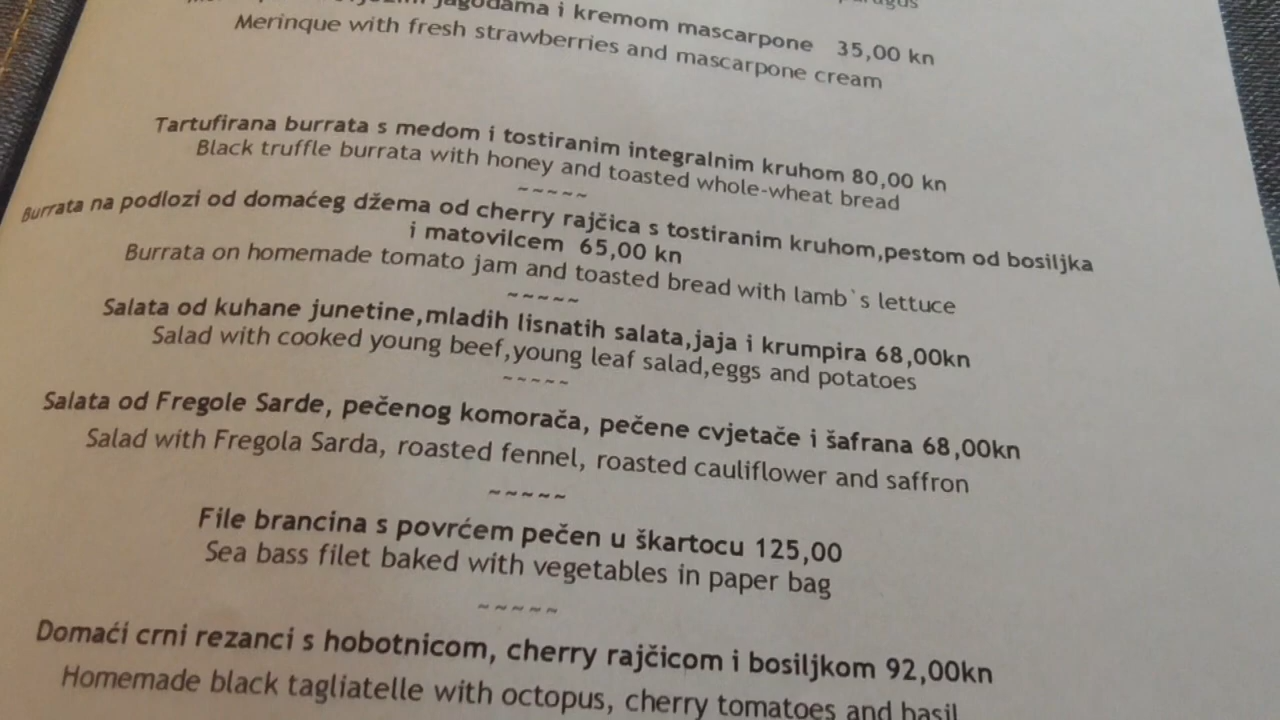 jagodama i kremom mascarpone 35,00 kn
Merinque with fresh strawberries and mascarpone cream
Tartufirana burrata s medom i tostiranim integralnim kruhom 80,00 kn
Black truffle burrata with honey and toasted whole-wheat bread
~~~~~
Burrata na podlozi od domaćeg džema od cherry rajčica s tostiranim kruhom,pestom od bosiljka
i matovilcem 65,00 kn
Burrata on homemade tomato jam and toasted bread with lamb`s lettuce
~~~~~
Salata od kuhane junetine,mladih lisnatih salata,jaja i krumpira 68,00kn
Salad with cooked young beef,young leaf salad,eggs and potatoes
~~~~~
Salata od Fregole Sarde, pečenog komorača, pečene cvjetače i šafrana 68,00kn
Salad with Fregola Sarda, roasted fennel, roasted cauliflower and saffron
~~~~~
File brancina s povrćem pečen u škartocu 125,00
Sea bass filet baked with vegetables in paper bag
~~~~~
Domaći crni rezanci s hobotnicom, cherry rajčicom i bosiljkom 92,00kn
Homemade black tagliatelle with octopus, cherry tomatoes and basil